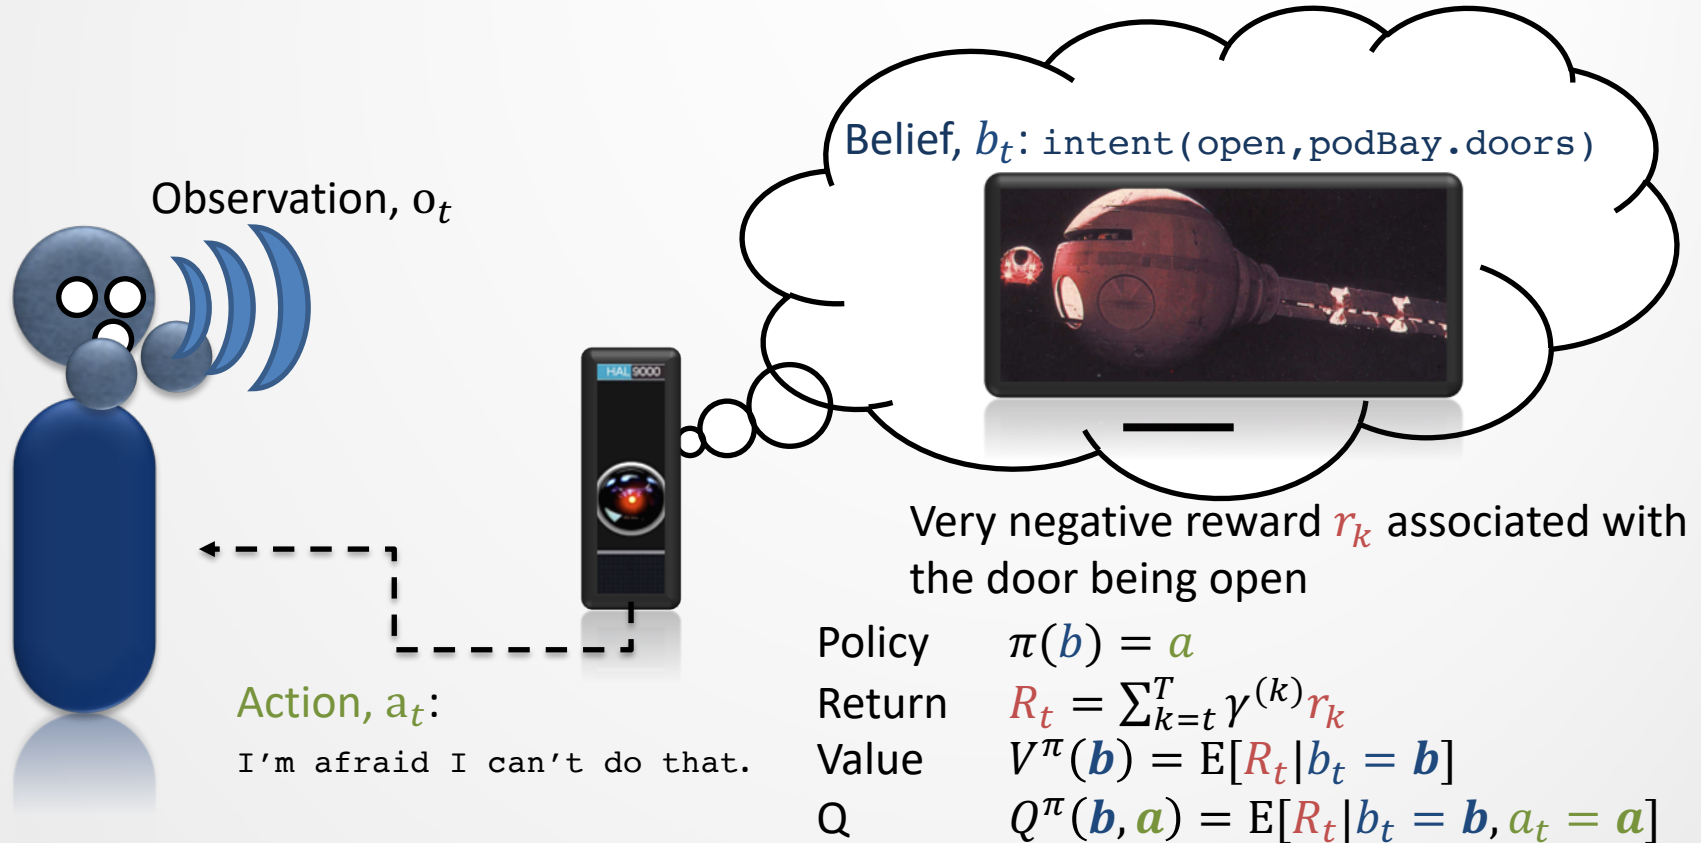 Belief, b_t: intent(open,podBay.doors)
Observation, o_t
HAL 9000
Very negative reward r_k associated with
the door being open
Policy π(b) = a
Return R_t = ∑_{k=t}^{T} γ^{(k)} r_k
Value V^π(b) = E[R_t|b_t = b]
Q Q^π(b, a) = E[R_t|b_t = b, a_t = a]
Action, a_t:
I'm afraid I can't do that.